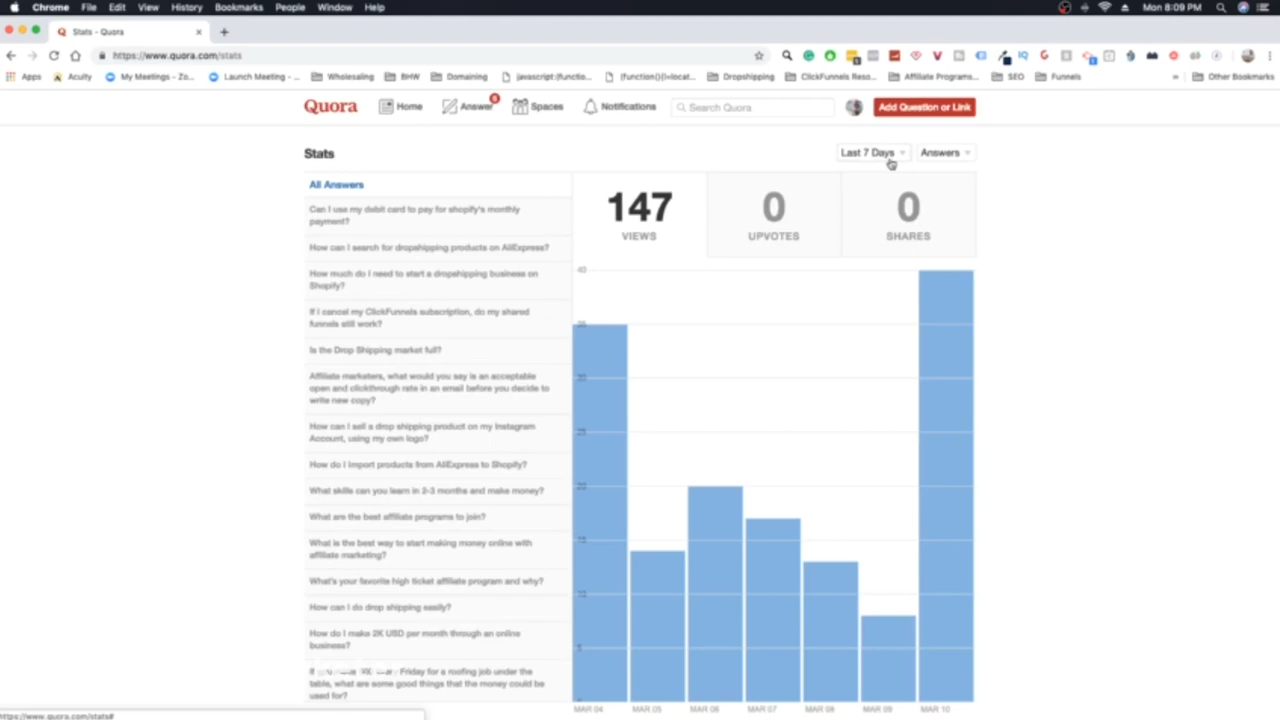 Chrome File Edit View History Bookmarks People Window Help Mon 8:09 PM
Stats - Quora
https://www.quora.com/stats
Apps Acuity My Meetings - Zo... Launch Meeting - ... Wholesaling BHW Domaining javascript:(functio... (function(){l=locat... Dropshipping ClickFunnels Reso... Affiliate Programs... SEO Funnels » Other Bookmarks
Quora Home Answer 6 Spaces Notifications Search Quora Add Question or Link
Stats Last 7 Days Answers
All Answers
Can I use my debit card to pay for shopify's monthly
payment?
How can I search for dropshipping products on AliExpress?
How much do I need to start a dropshipping business on
Shopify?
If I cancel my ClickFunnels subscription, do my shared
funnels still work?
Is the Drop Shipping market full?
Affiliate marketers, what would you say is an acceptable
open and clickthrough rate in an email before you decide to
write new copy?
How can I sell a drop shipping product on my Instagram
Account, using my own logo?
How do I import products from AliExpress to Shopify?
What skills can you learn in 2-3 months and make money?
What are the best affiliate programs to join?
What is the best way to start making money online with
affiliate marketing?
What's your favorite high ticket affiliate program and why?
How can I do drop shipping easily?
How do I make 2K USD per month through an online
business?
Friday for a roofing job under the
table, what are some good things that the money could be
used for?
147 0 0
VIEWS UPVOTES SHARES
40
35
30
25
20
15
10
5
MAR 04 MAR 05 MAR 06 MAR 07 MAR 08 MAR 09 MAR 10
https://www.quora.com/stats#